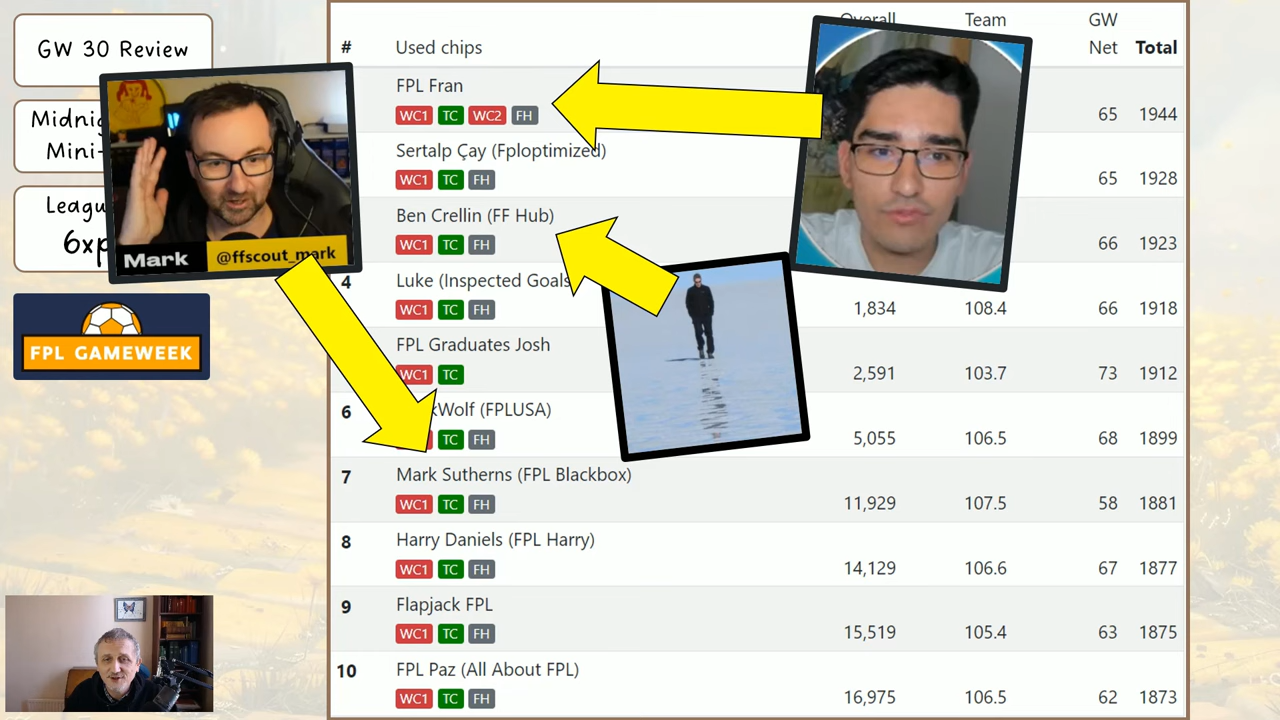 GW 30 Review
Midnig
Mini-
Leagu
6xp
FPL GAMEWEEK
Mark @ffscout_mark
Overall Team GW
# Used chips Net Total
FPL Fran
WC1 TC WC2 FH 65 1944
Sertalp Çay (Fploptimized)
WC1 TC FH 65 1928
Ben Crellin (FF Hub)
WC1 TC FH 66 1923
4 Luke (Inspected Goals
WC1 TC FH 1,834 108.4 66 1918
FPL Graduates Josh
WC1 TC 2,591 103.7 73 1912
6 kWolf (FPLUSA)
TC FH 5,055 106.5 68 1899
7 Mark Sutherns (FPL Blackbox)
WC1 TC FH 11,929 107.5 58 1881
8 Harry Daniels (FPL Harry)
WC1 TC FH 14,129 106.6 67 1877
9 Flapjack FPL
WC1 TC FH 15,519 105.4 63 1875
10 FPL Paz (All About FPL)
WC1 TC FH 16,975 106.5 62 1873